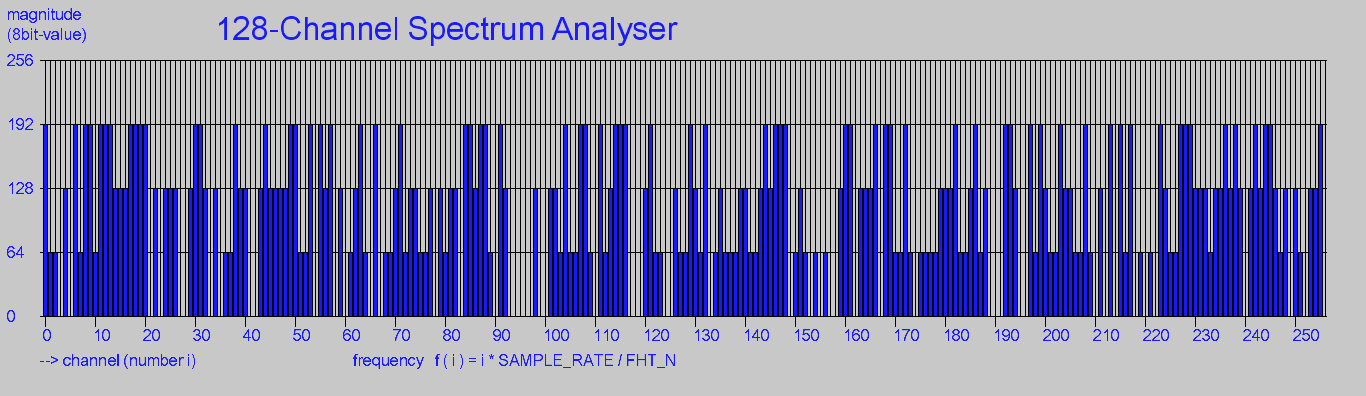 magnitude
(8bit-value)
128-Channel Spectrum Analyser
256
192
128
64
0
0 10 20 30 40 50 60 70 80 90 100 110 120 130 140 150 160 170 180 190 200 210 220 230 240 250
--> channel (number i)
frequency f ( i ) = i * SAMPLE_RATE / FHT_N